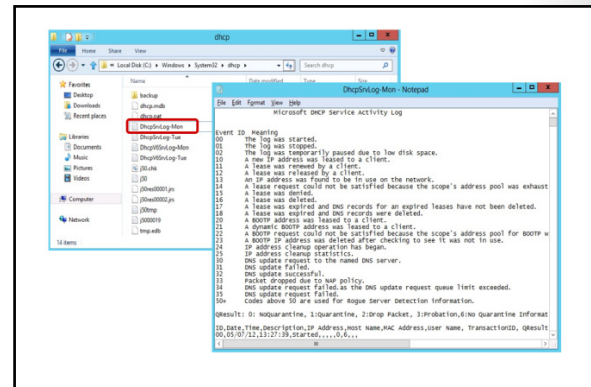 dhcp
File Home Share View
Local Disk (C:) Windows System32 dhcp
Search dhcp
Favorites
Desktop
Downloads
Recent places
Libraries
Documents
Music
Pictures
Videos
Computer
Network
14 items
Name Date modified Type Size
backup
dhcp.mdb
dhcp.pat
DhcpSrvLog-Mon
DhcpSrvLog-Tue
DhcpV6SrvLog-Mon
DhcpV6SrvLog-Tue
j50.chk
j50
j50res00001.jrs
j50res00002.jrs
j50tmp
j5000019
tmp.edb
DhcpSrvLog-Mon - Notepad
File Edit Format View Help
Microsoft DHCP Service Activity Log
Event ID Meaning
00 The log was started.
01 The log was stopped.
02 The log was temporarily paused due to low disk space.
10 A new IP address was leased to a client.
11 A lease was renewed by a client.
12 A lease was released by a client.
13 An IP address was found to be in use on the network.
14 A lease request could not be satisfied because the scope's address pool was exhaust
15 A lease was denied.
16 A lease was deleted.
17 A lease was expired and DNS records for an expired leases have not been deleted.
18 A lease was expired and DNS records were deleted.
20 A BOOTP address was leased to a client.
21 A dynamic BOOTP address was leased to a client.
22 A BOOTP request could not be satisfied because the scope's address pool for BOOTP w
23 A BOOTP IP address was deleted after checking to see it was not in use.
24 IP address cleanup operation has began.
25 IP address cleanup statistics.
30 DNS update request to the named DNS server.
31 DNS update failed.
32 DNS update successful.
33 Packet dropped due to NAP policy.
34 DNS update request failed.as the DNS update request queue limit exceeded.
35 DNS update request failed.
50+ Codes above 50 are used for Rogue Server Detection information.
QResult: 0: NoQuarantine, 1:Quarantine, 2:Drop Packet, 3:Probation,6:No Quarantine Informat
ID,Date,Time,Description,IP Address,Host Name,MAC Address,User Name, TransactionID, QResult
00,05/07/12,13:27:39,Started,,,,,0,6,,,